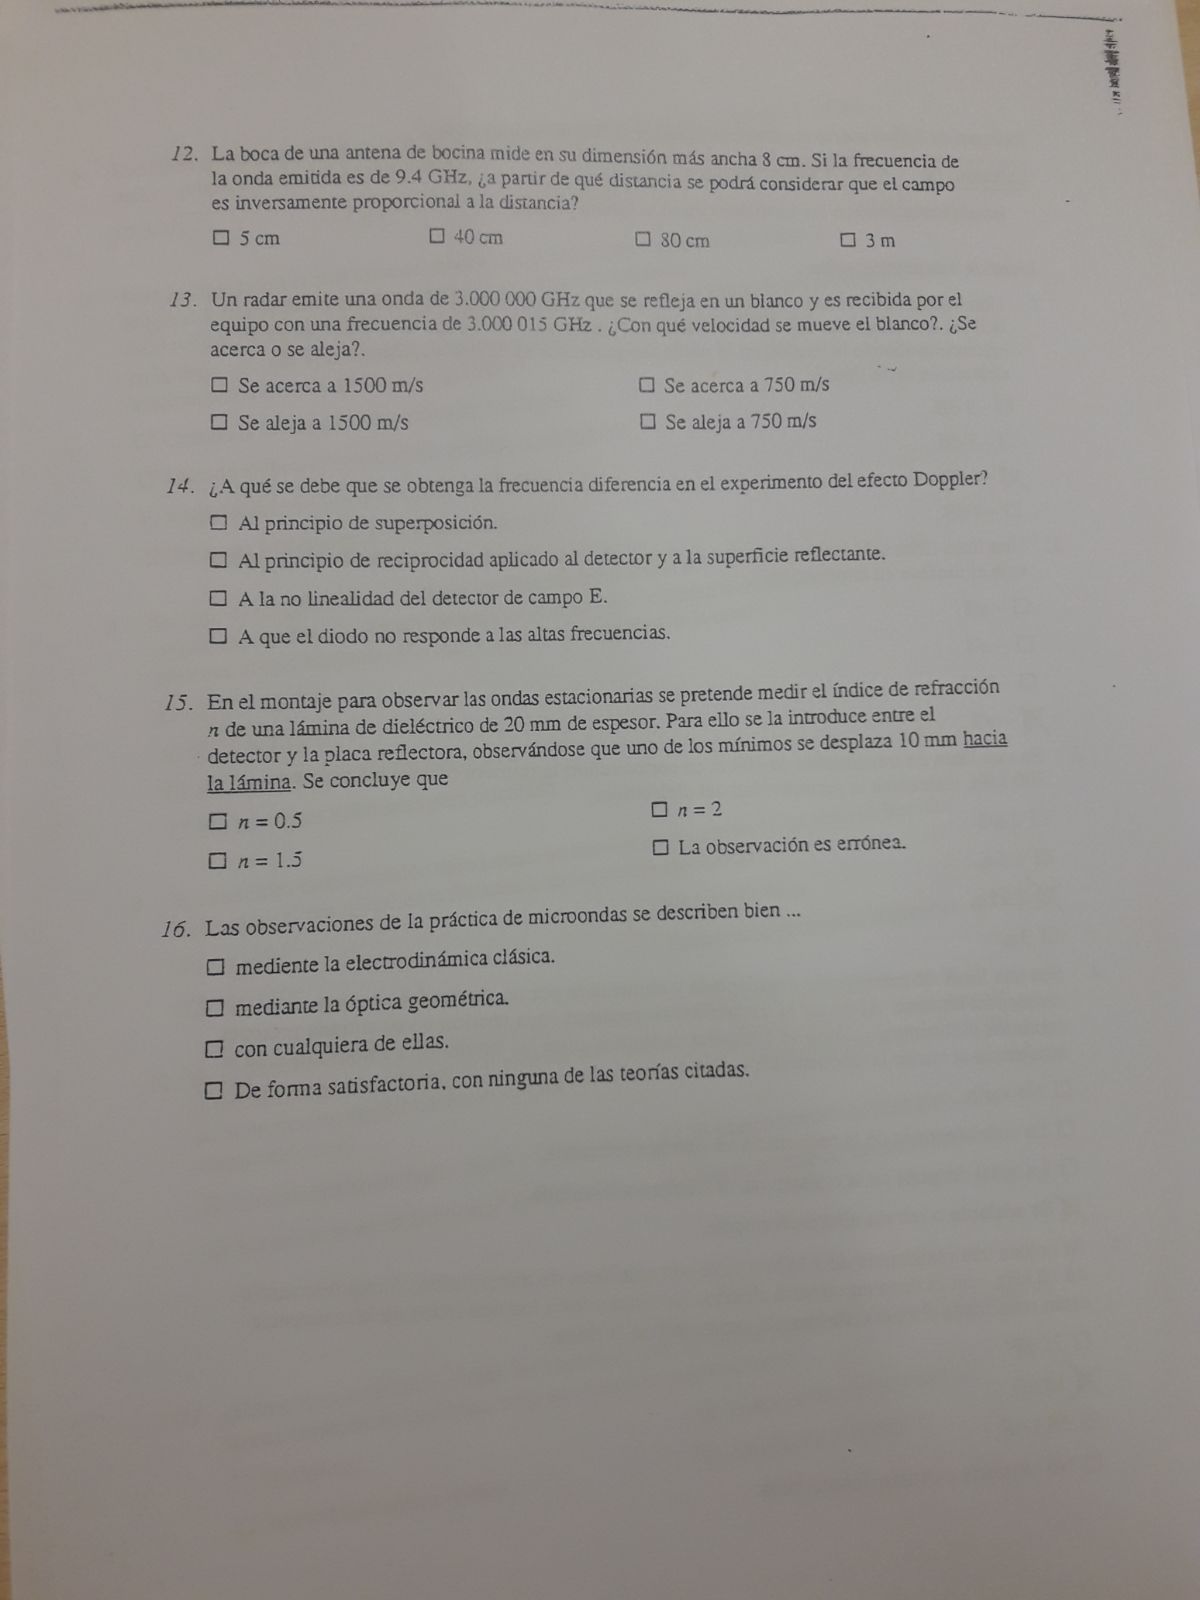 12. La boca de una antena de bocina mide en su dimensión más ancha 8 cm. Si la frecuencia de
la onda emitida es de 9.4 GHz, ¿a partir de qué distancia se podrá considerar que el campo
es inversamente proporcional a la distancia?
☐ 5 cm ☐ 40 cm ☐ 80 cm ☐ 3 m
13. Un radar emite una onda de 3.000 000 GHz que se refleja en un blanco y es recibida por el
equipo con una frecuencia de 3.000 015 GHz . ¿Con qué velocidad se mueve el blanco?. ¿Se
acerca o se aleja?.
☐ Se acerca a 1500 m/s ☐ Se acerca a 750 m/s
☐ Se aleja a 1500 m/s ☐ Se aleja a 750 m/s
14. ¿A qué se debe que se obtenga la frecuencia diferencia en el experimento del efecto Doppler?
☐ Al principio de superposición.
☐ Al principio de reciprocidad aplicado al detector y a la superficie reflectante.
☐ A la no linealidad del detector de campo E.
☐ A que el diodo no responde a las altas frecuencias.
15. En el montaje para observar las ondas estacionarias se pretende medir el índice de refracción
n de una lámina de dieléctrico de 20 mm de espesor. Para ello se la introduce entre el
detector y la placa reflectora, observándose que uno de los mínimos se desplaza 10 mm hacia
la lámina. Se concluye que
☐ n = 0.5 ☐ n = 2
☐ n = 1.5 ☐ La observación es errónea.
16. Las observaciones de la práctica de microondas se describen bien ...
☐ mediente la electrodinámica clásica.
☐ mediante la óptica geométrica.
☐ con cualquiera de ellas.
☐ De forma satisfactoria, con ninguna de las teorías citadas.